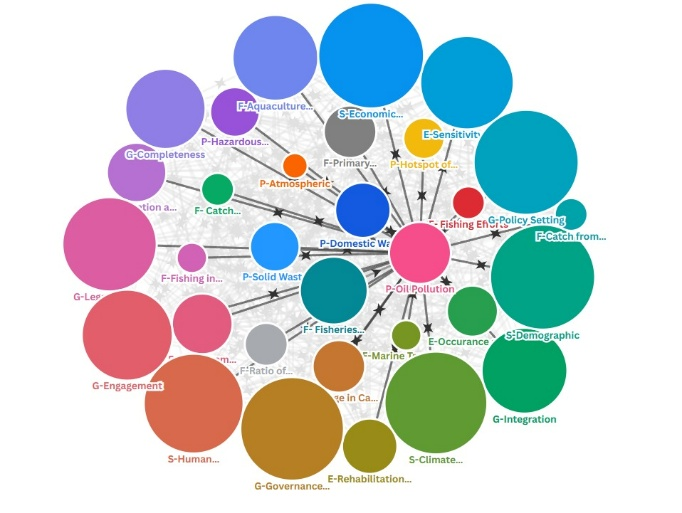 F-Aquaculture...
S-Economic...
E-Sensitivity
P-Hazardous...
G-Completeness
F-Primary...
P-Hotspot of...
P-Atmospheric
F- Catch...
tion a...
F- Fishing Efforts
G-Policy Setting
F-Catch from...
P-Domestic Wa
P-Solid Wast
F-Fishing in...
P-Oil Pollution
G-Leg
F- Fisheries...
E-Occurance
S-Demographic
F-Marine T
F-Ratio of...
G-Engagement
ge in Ca...
G-Integration
S-Human...
S-Climate...
E-Rehabilitation...
G-Governance...